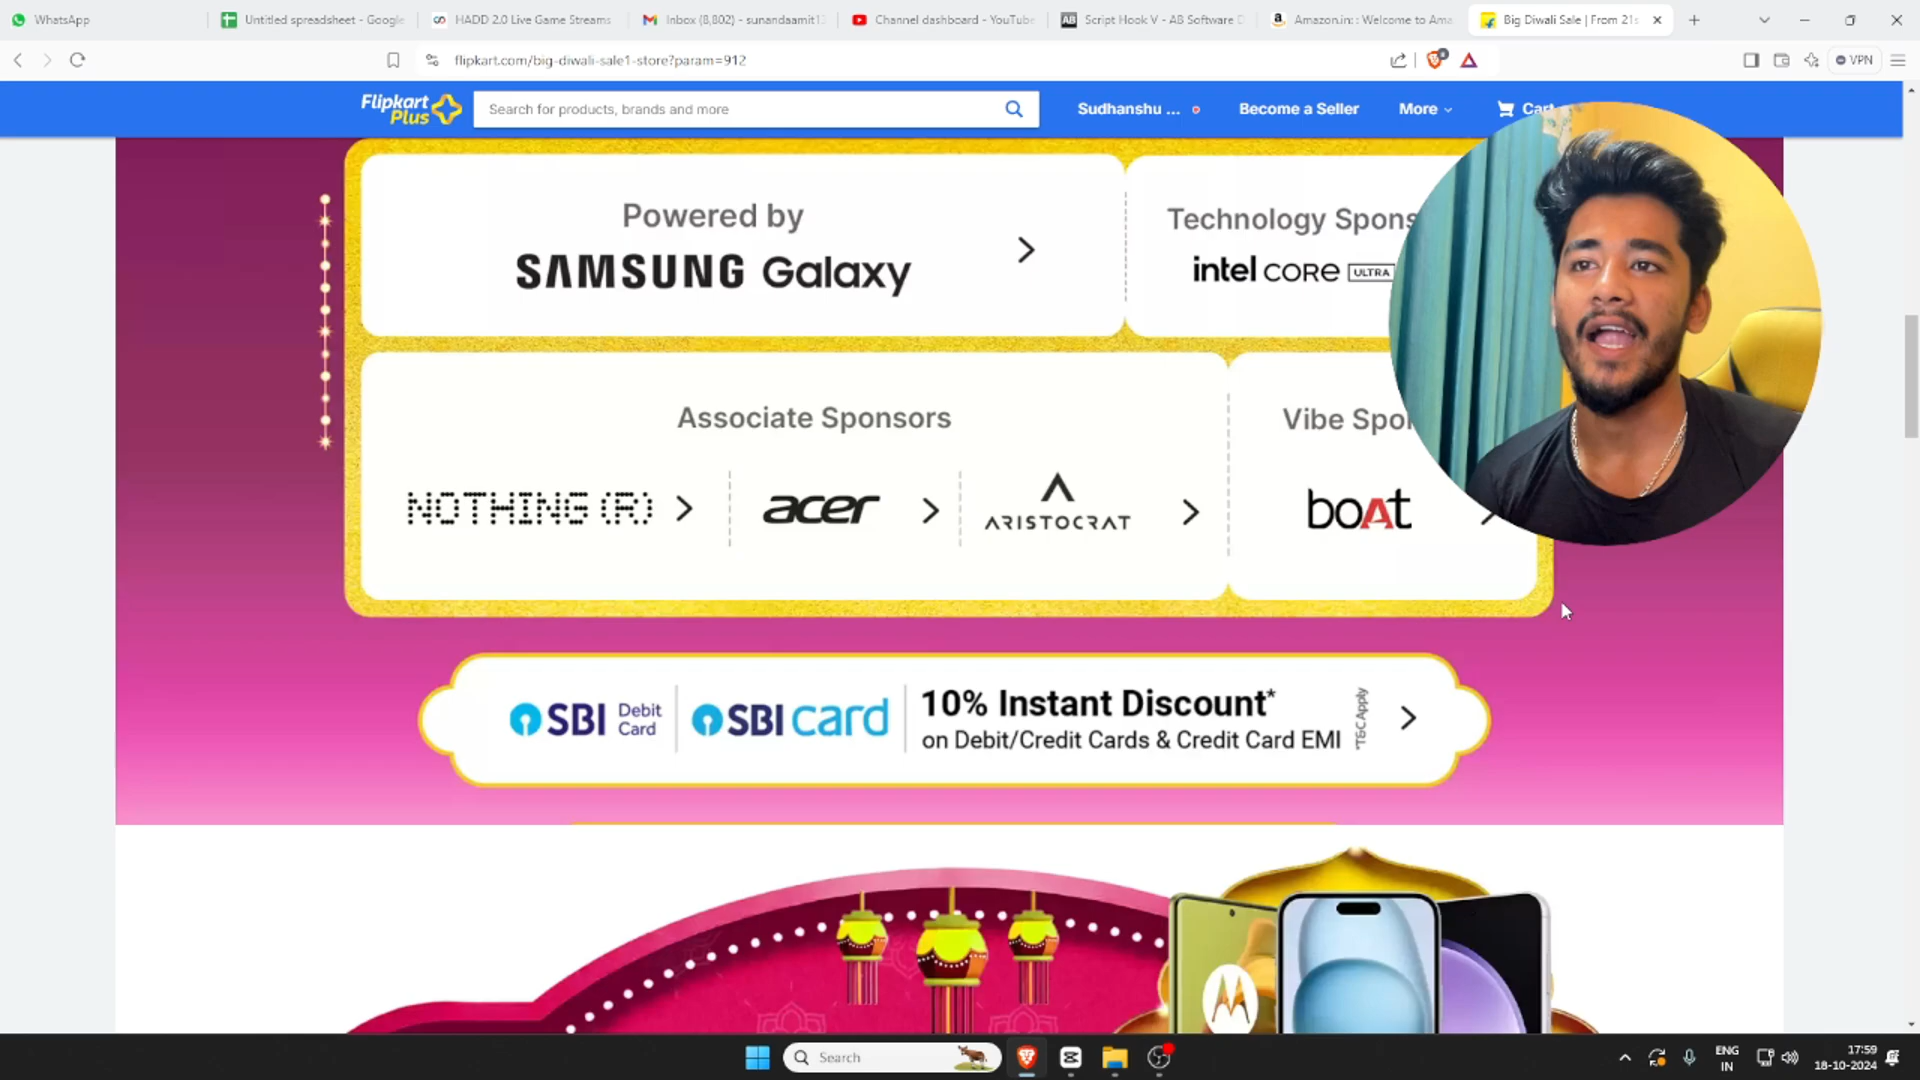 WhatsApp
Untitled spreadsheet - Google
HADD 2.0 Live Game Streams
Inbox (8,802) - sunandaamit12
Channel dashboard - YouTube
Script Hook V - AB Software D
Amazon.in: : Welcome to Ama
Big Diwali Sale | From 21s
flipkart.com/big-diwali-sale1-store?param=912
VPN
Flipkart
Plus
Search for products, brands and more
Sudhanshu ...
Become a Seller
More
Cart
Powered by
SAMSUNG Galaxy
Technology Spons
intel CORE ULTRA
Associate Sponsors
NOTHING (R)
acer
ARISTOCRAT
Vibe Spo
boAt
SBI Debit
Card
SBI card
10% Instant Discount*
on Debit/Credit Cards & Credit Card EMI
*T&C Apply
Search
ENG
IN
17:59
18-10-2024